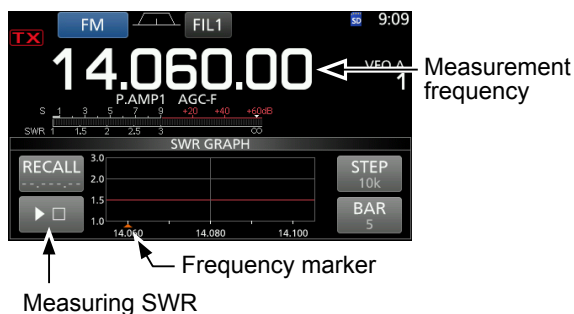 FM FIL1 SD 9:09
TX
14.060.00 VFO A
1
P.AMP1 AGC-F
S 1 3 5 7 9 +20 +40 +60dB
SWR 1 1.5 2 2.5 3 ∞
SWR GRAPH
RECALL
--.---.--
3.0
2.0
1.5
1.0
14.060 14.080 14.100
STEP
10k
BAR
5
Measurement
frequency
Frequency marker
Measuring SWR